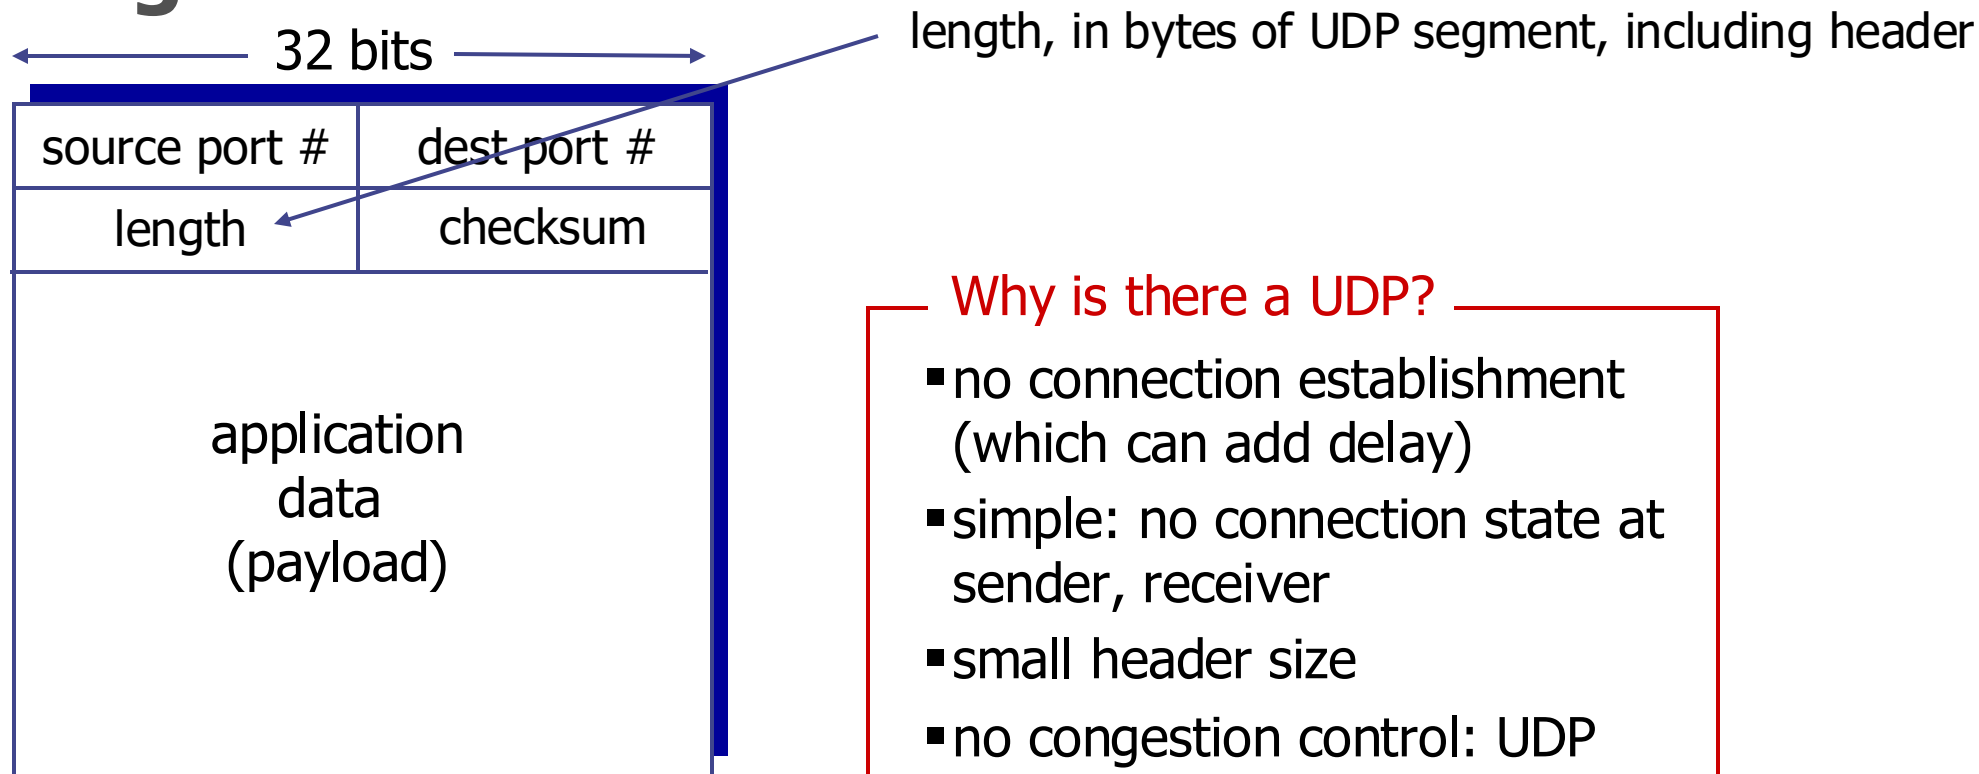 length, in bytes of UDP segment, including header
32 bits
source port #
dest port #
length
checksum
application
data
(payload)
Why is there a UDP?
▪no connection establishment
(which can add delay)
▪simple: no connection state at
sender, receiver
▪small header size
▪no congestion control: UDP